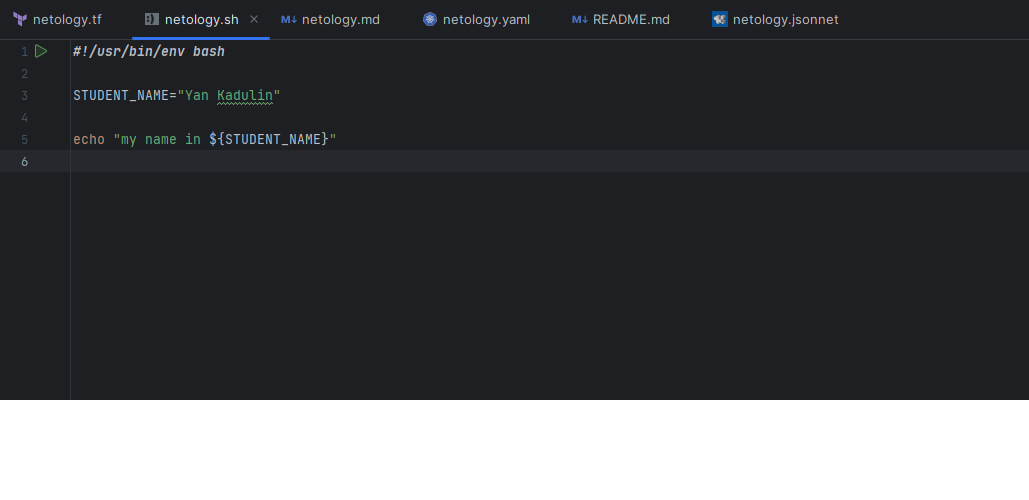 netology.tf netology.sh × M↓ netology.md netology.yaml M↓ README.md netology.jsonnet
1 #!/usr/bin/env bash
2
3 STUDENT_NAME="Yan Kadulin"
4
5 echo "my name in ${STUDENT_NAME}"
6